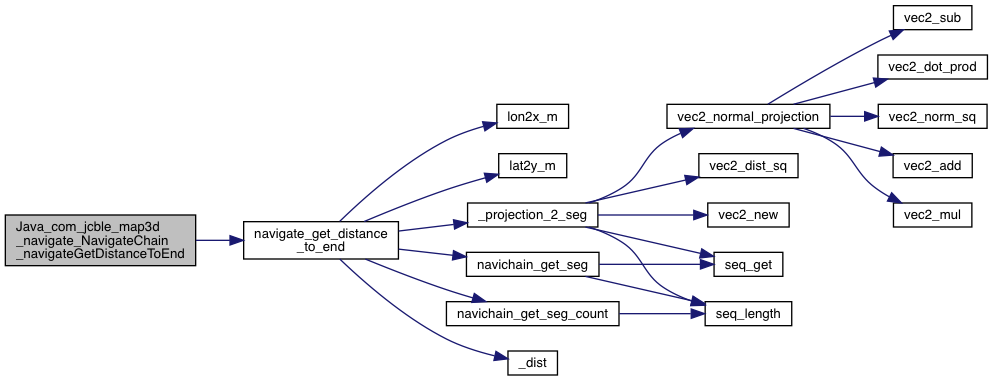 Java_com_jcble_map3d
_navigate_NavigateChain
_navigateGetDistanceToEnd
navigate_get_distance
_to_end
lon2x_m
lat2y_m
_projection_2_seg
navichain_get_seg
navichain_get_seg_count
_dist
vec2_normal_projection
vec2_dist_sq
vec2_new
seq_get
seq_length
vec2_sub
vec2_dot_prod
vec2_norm_sq
vec2_add
vec2_mul